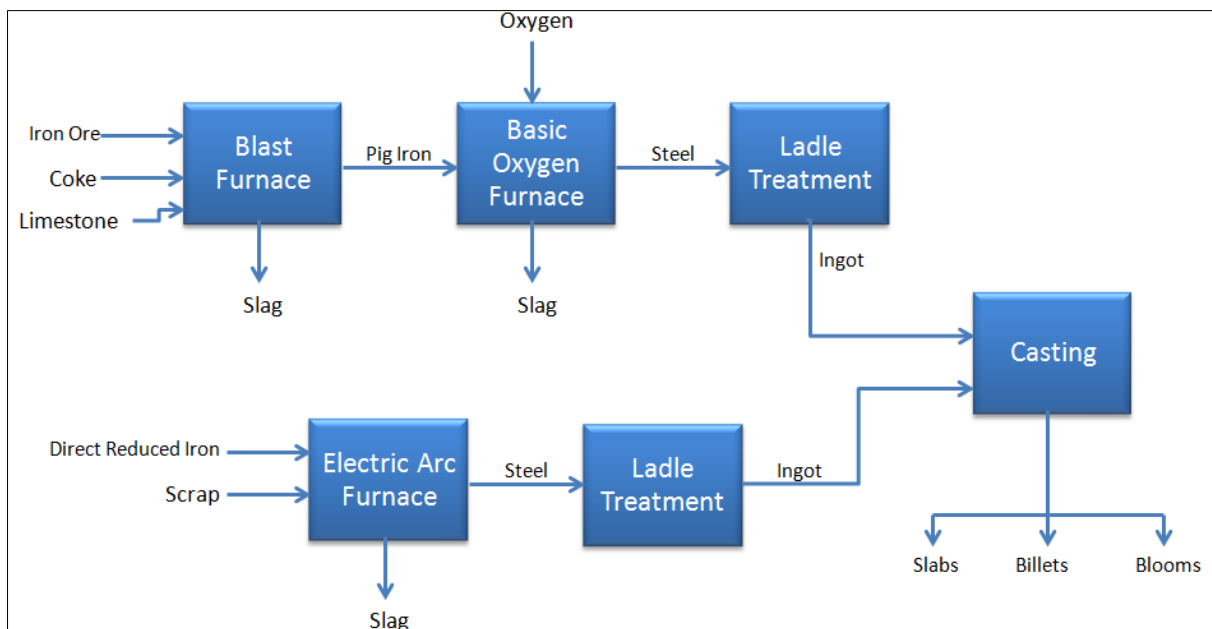 Oxygen
Iron Ore
Coke
Limestone
Blast
Furnace
Pig Iron
Basic
Oxygen
Furnace
Steel
Ladle
Treatment
Slag
Slag
Ingot
Casting
Direct Reduced Iron
Scrap
Electric Arc
Furnace
Steel
Ladle
Treatment
Ingot
Slag
Slabs
Billets
Blooms